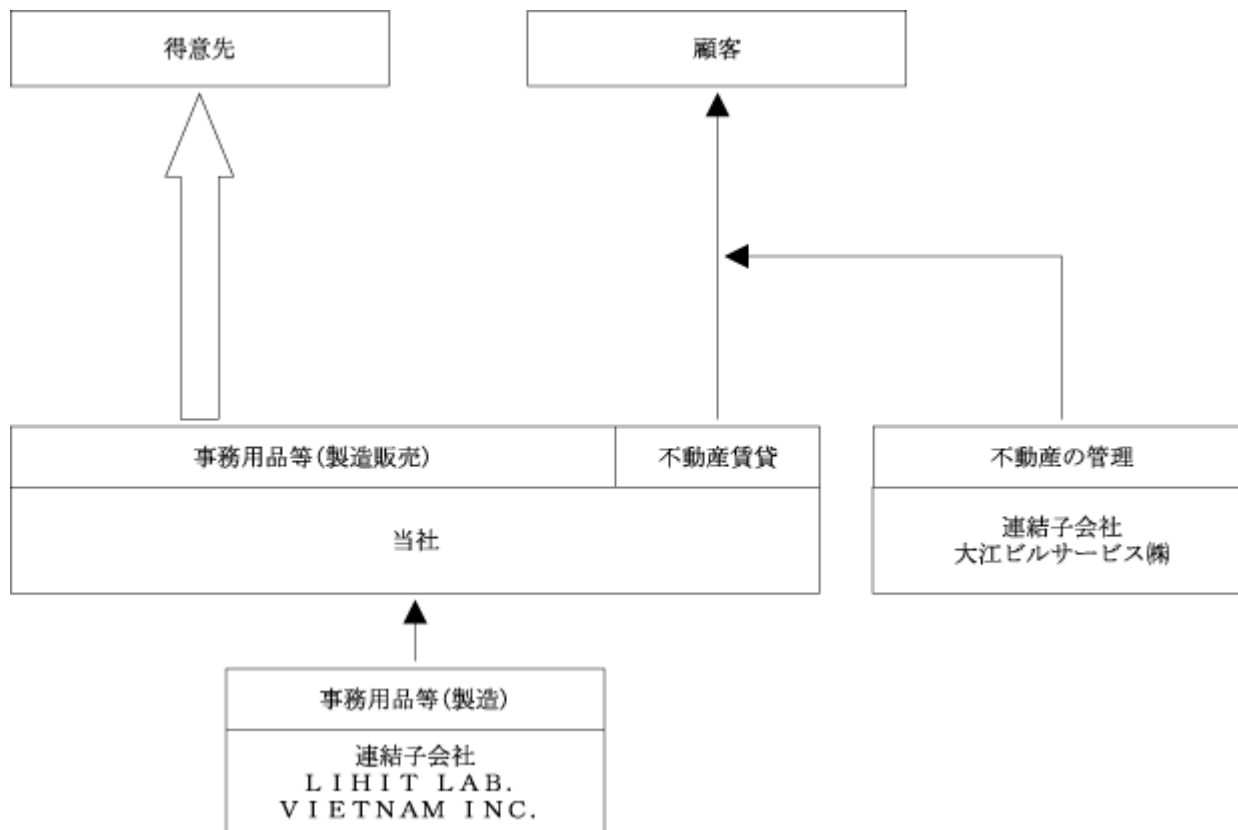 得意先
顧客
事務用品等(製造販売)
不動産賃貸
不動産の管理
当社
連結子会社
大江ビルサービス㈱
事務用品等(製造)
連結子会社
ＬＩＨＩＴ ＬＡＢ.
ＶＩＥＴＮＡＭ ＩＮＣ.